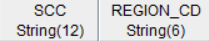 SCC REGION_CD
String(12) String(6)